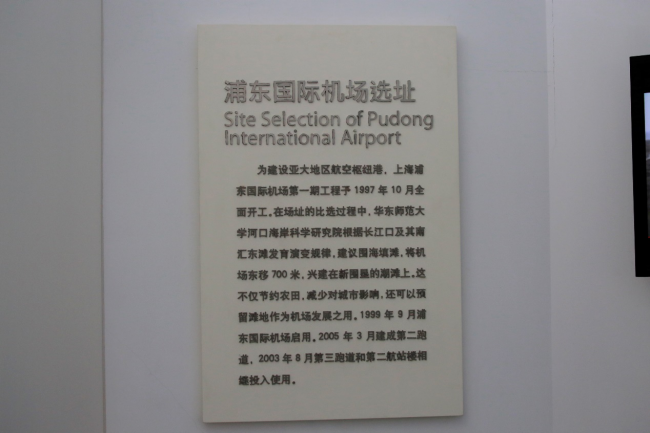 浦东国际机场选址
Site Selection of Pudong
International Airport
为建设亚大地区航空枢纽港，上海浦
东国际机场第一期工程予 1997 年 10 月全
面开工。在场址的比选过程中，华东师范大
学河口海岸科学研究院根据长江口及其南
汇东滩发育演变规律，建议围海填滩，将机
场东移 700 米，兴建在新围垦的潮滩上。这
不仅节约农田，减少对城市影响，还可以预
留滩地作为机场发展之用。1999 年 9 月浦
东国际机场启用。2005 年 3 月建成第二跑
道，2003 年 8 月第三跑道和第二航站楼相
继投入使用。